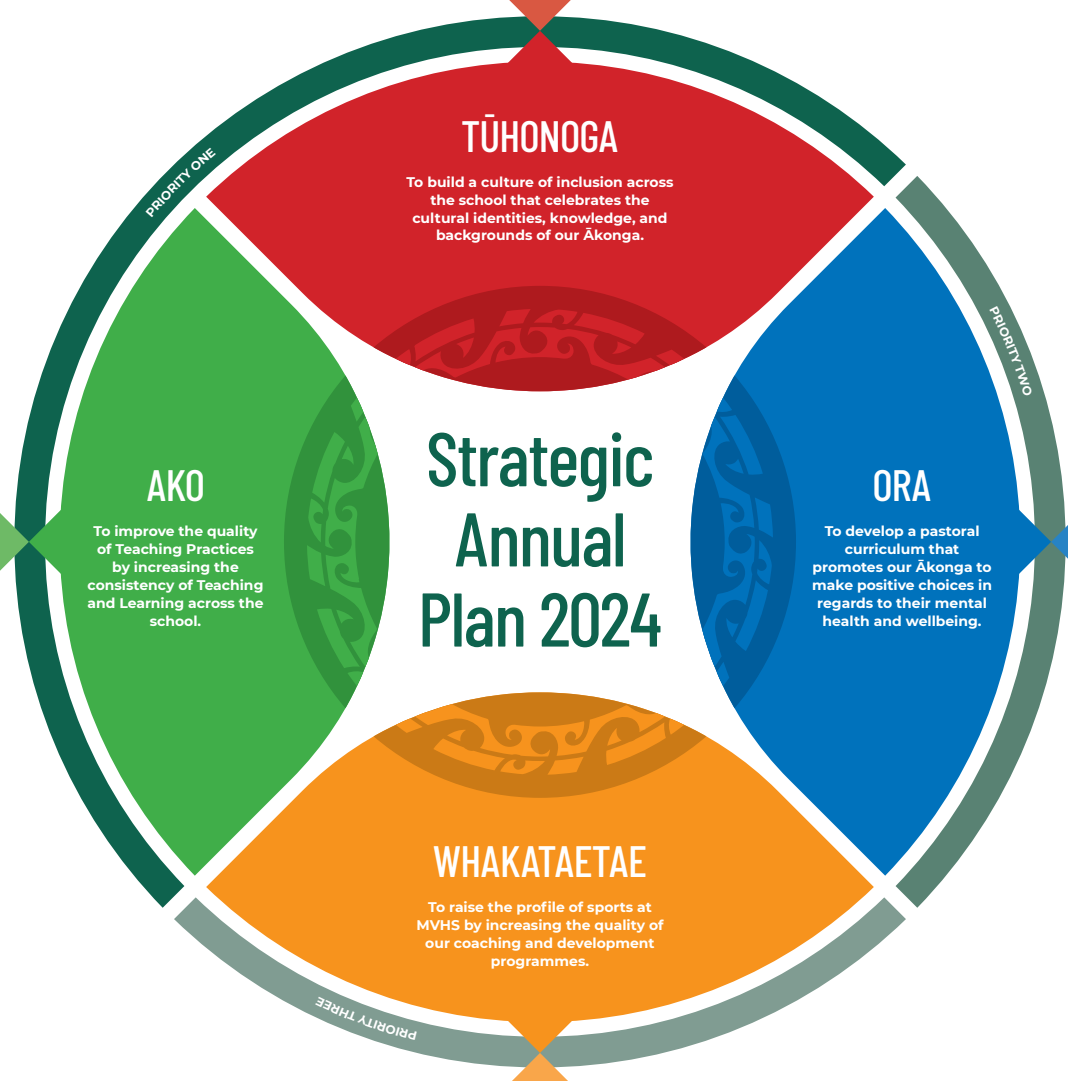 PRIORITY ONE
TŪHONOGA
To build a culture of inclusion across
the school that celebrates the
cultural identities, knowledge, and
backgrounds of our Ākonga.
PRIORITY TWO
AKO
To improve the quality
of Teaching Practices
by increasing the
consistency of Teaching
and Learning across the
school.
Strategic
Annual
Plan 2024
ORA
To develop a pastoral
curriculum that
promotes our Ākonga to
make positive choices in
regards to their mental
health and wellbeing.
WHAKATAETAE
To raise the profile of sports at
MVHS by increasing the quality of
our coaching and development
programmes.
PRIORITY THREE